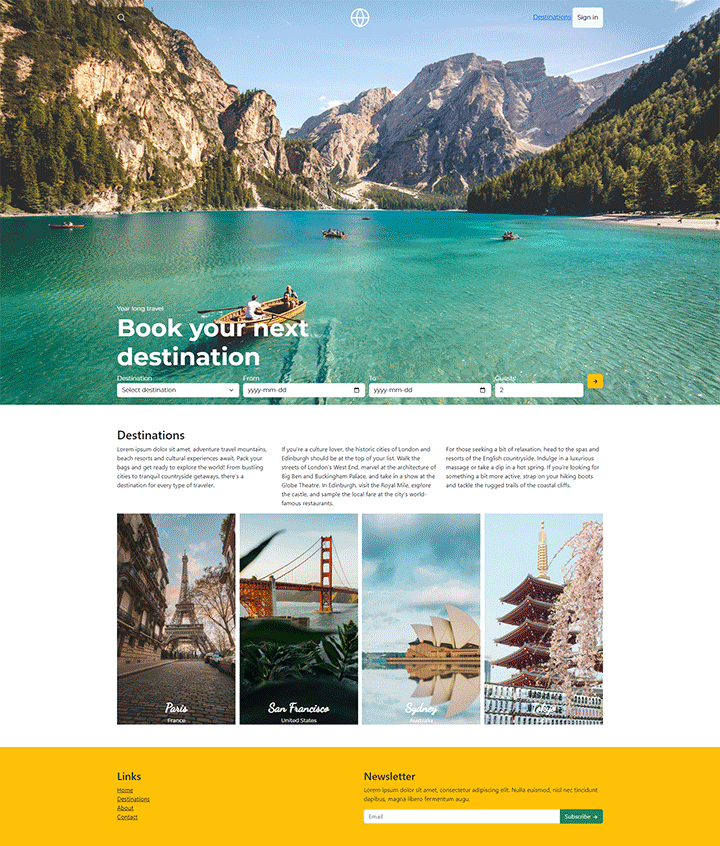 Destinations
Sign in
Year long travel
Book your next
destination
Destination
From
To
Guests
Select destination
yyyy-mm-dd
yyyy-mm-dd
2
Destinations
Lorem ipsum dolor sit amet, adventure travel mountains,
beach resorts and cultural experiences await. Pack your
bags and get ready to explore the world! From bustling
cities to tranquil countryside getaways, there's a
destination for every type of traveler.
If you're a culture lover, the historic cities of London and
Edinburgh should be at the top of your list. Walk the
streets of London's West End, marvel at the architecture of
Big Ben and Buckingham Palace, and take in a show at the
Globe Theatre. In Edinburgh, visit the Royal Mile, explore
the castle, and sample the local fare at the city's world-
famous restaurants.
For those seeking a bit of relaxation, head to the spas and
resorts of the English countryside. Indulge in a luxurious
massage or take a dip in a hot spring. If you're looking for
something a bit more active, strap on your hiking boots
and tackle the rugged trails of the coastal cliffs.
Paris
France
San Francisco
United States
Sydney
Australia
Tokyo
Links
Home
Destinations
About
Contact
Newsletter
Lorem ipsum dolor sit amet, consectetur adipiscing elit. Nulla euismod, nisl nec tincidunt
dapibus, magna libero fermentum augu.
Email
Subscribe →